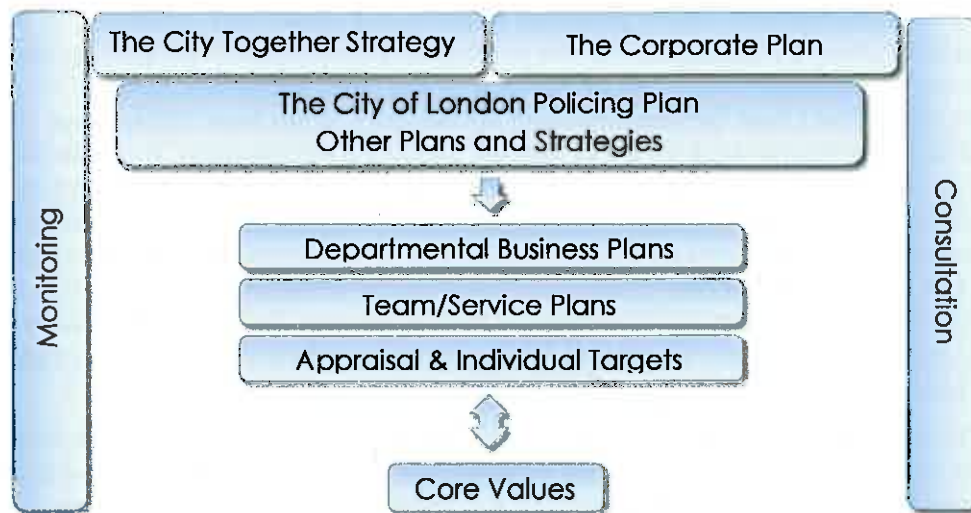 The City Together Strategy
The Corporate Plan
The City of London Policing Plan
Other Plans and Strategies
Monitoring
Consultation
Departmental Business Plans
Team/Service Plans
Appraisal & Individual Targets
Core Values